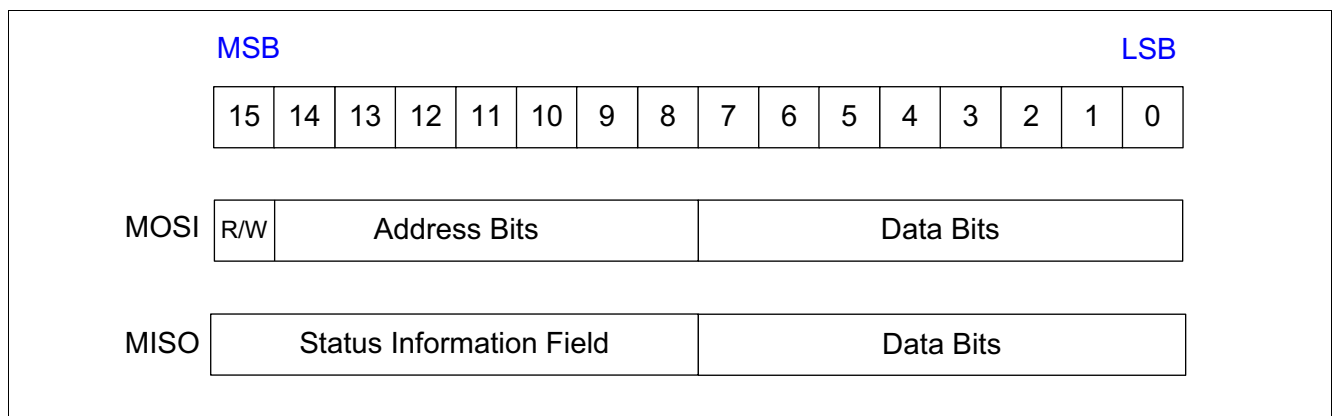 MSB LSB
15 14 13 12 11 10 9 8 7 6 5 4 3 2 1 0
MOSI R/W Address Bits Data Bits
MISO Status Information Field Data Bits